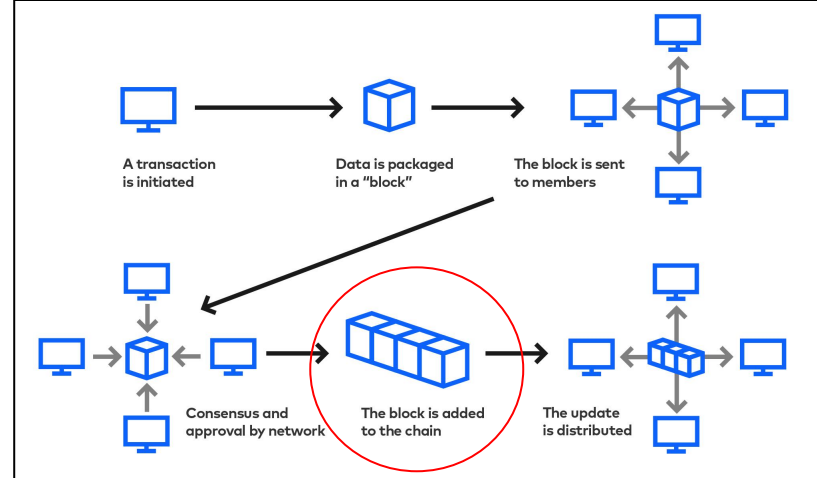 A transaction
is initiated
Data is packaged
in a “block”
The block is sent
to members
Consensus and
approval by network
The block is added
to the chain
The update
is distributed